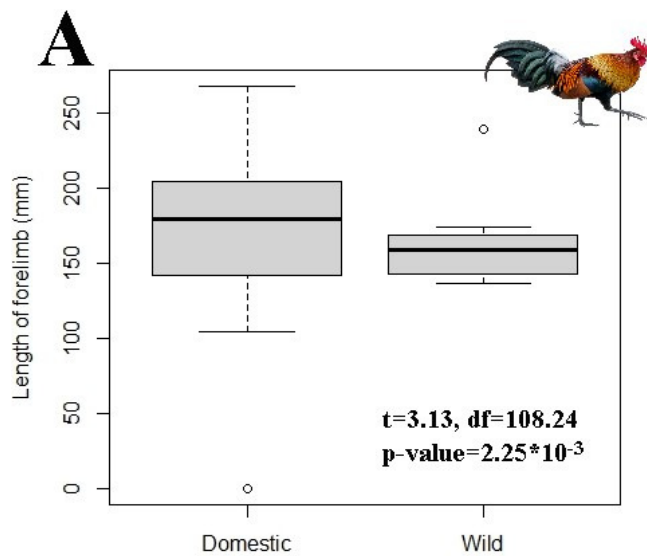 A
Length of forelimb (mm)
250
200
150
100
50
0
t=3.13, df=108.24
p-value=2.25*10-3
Domestic Wild